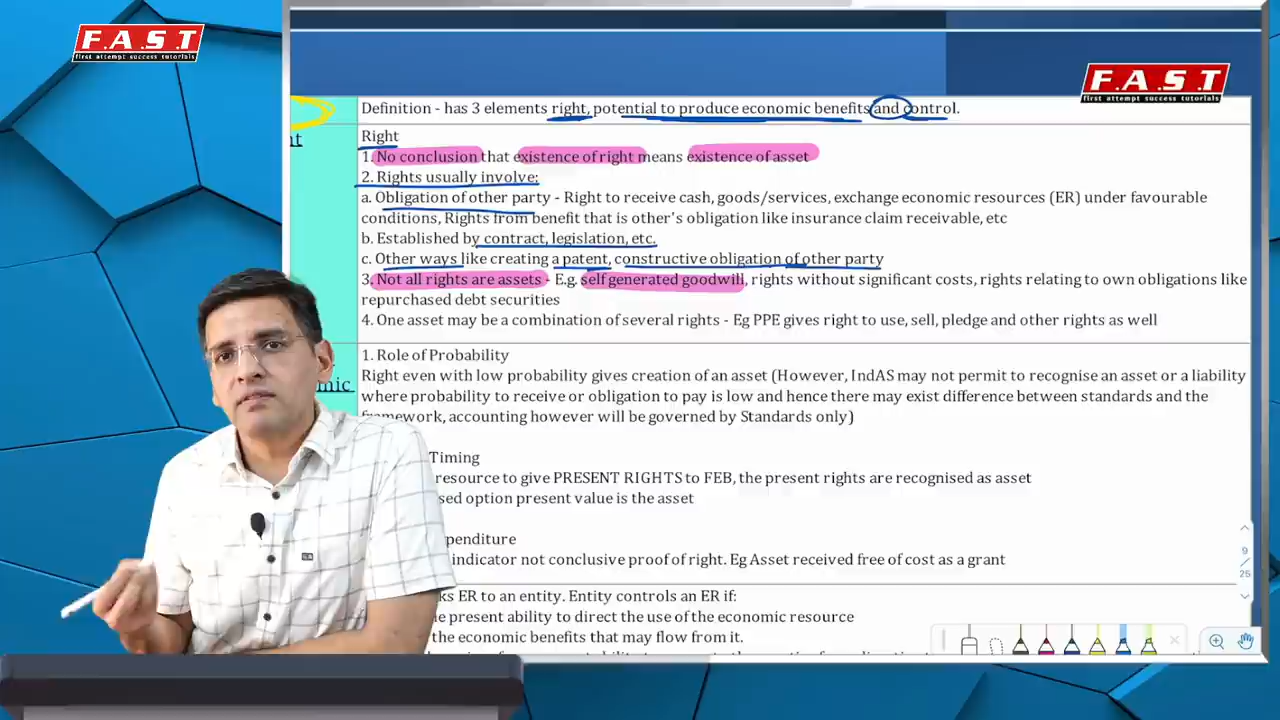 F.A.S.T
first attempt success tutorials
F.A.S.T
first attempt success tutorials
Definition - has 3 elements right, potential to produce economic benefits and control.
Right
1. No conclusion that existence of right means existence of asset
2. Rights usually involve:
a. Obligation of other party - Right to receive cash, goods/services, exchange economic resources (ER) under favourable
conditions, Rights from benefit that is other's obligation like insurance claim receivable, etc
b. Established by contract, legislation, etc.
c. Other ways like creating a patent, constructive obligation of other party
3. Not all rights are assets - E.g. self generated goodwill, rights without significant costs, rights relating to own obligations like
repurchased debt securities
4. One asset may be a combination of several rights - Eg PPE gives right to use, sell, pledge and other rights as well
mic
1. Role of Probability
Right even with low probability gives creation of an asset (However, IndAS may not permit to recognise an asset or a liability
where probability to receive or obligation to pay is low and hence there may exist difference between standards and the
framework, accounting however will be governed by Standards only)
Timing
resource to give PRESENT RIGHTS to FEB, the present rights are recognised as asset
sed option present value is the asset
penditure
indicator not conclusive proof of right. Eg Asset received free of cost as a grant
ks ER to an entity. Entity controls an ER if:
he present ability to direct the use of the economic resource
the economic benefits that may flow from it.
9
/
25